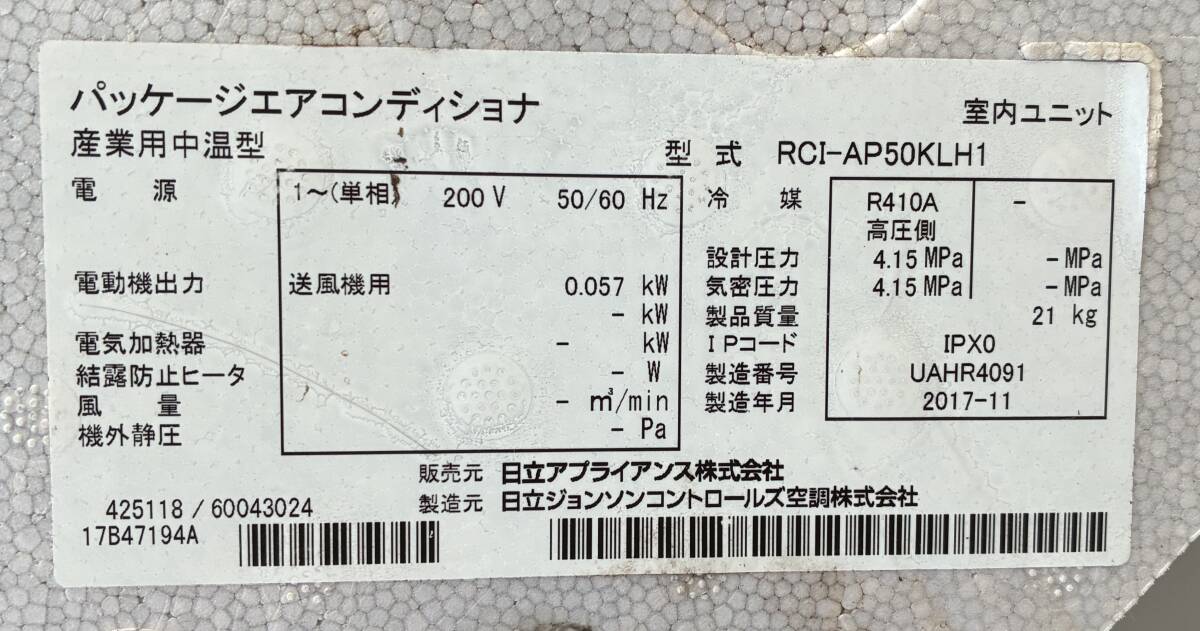 パッケージエアコンディショナ
室内ユニット
産業用中温型
型式 RCI-AP50KLH1
電源 1～(単相) 200 V 50/60 Hz
冷媒 R410A -
高圧側
設計圧力 4.15 MPa - MPa
電動機出力 送風機用 0.057 kW
気密圧力 4.15 MPa - MPa
- kW
製品質量 21 kg
電気加熱器 - kW
IPコード IPX0
結露防止ヒータ - W
製造番号 UAHR4091
風量 - m³/min
製造年月 2017-11
機外静圧 - Pa
販売元 日立アプライアンス株式会社
製造元 日立ジョンソンコントロールズ空調株式会社
425118 / 60043024
17B47194A